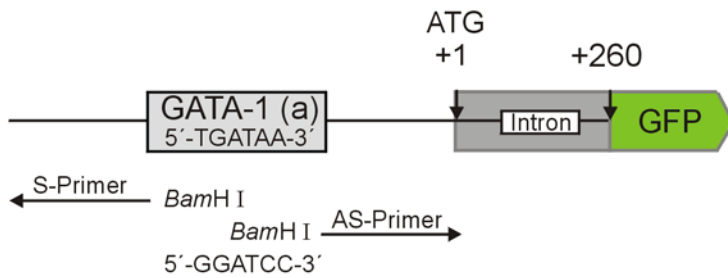 ATG
+1 +260
GATA-1 (a)
5´-TGATAA-3´
Intron
GFP
S-Primer
BamH I
BamH I
AS-Primer
5´-GGATCC-3´